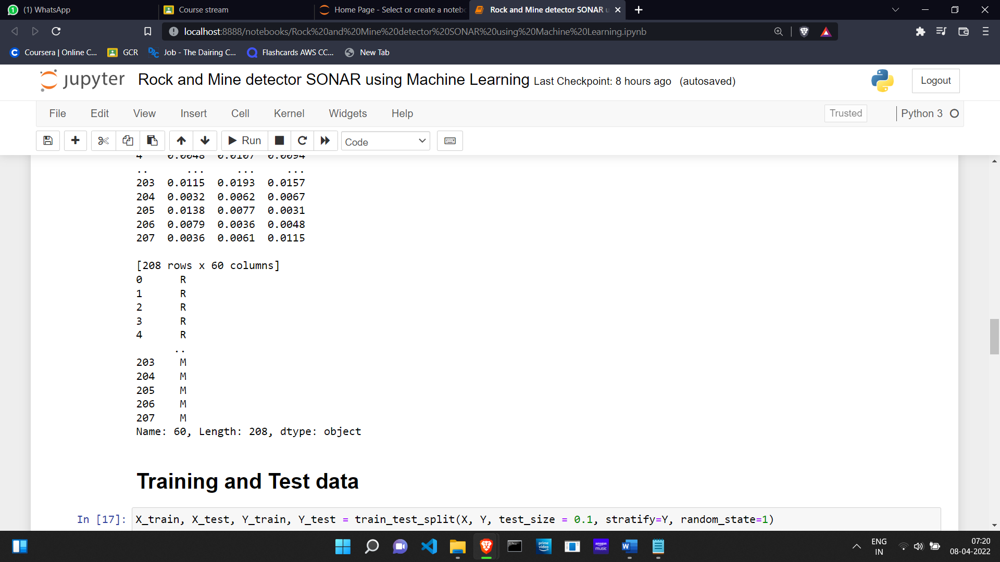 (1) WhatsApp
Course stream
Home Page - Select or create a noteb
Rock and Mine detector SONAR u
localhost:8888/notebooks/Rock%20and%20Mine%20detector%20SONAR%20using%20Machine%20Learning.ipynb
Coursera | Online C...
GCR
Job - The Dairing C...
Flashcards AWS CC...
New Tab
jupyter
Rock and Mine detector SONAR using Machine Learning Last Checkpoint: 8 hours ago (autosaved)
Logout
File Edit View Insert Cell Kernel Widgets Help
Trusted
Python 3
Run
Code
4 0.0048 0.0107 0.0094
.. ... ... ...
203 0.0115 0.0193 0.0157
204 0.0032 0.0062 0.0067
205 0.0138 0.0077 0.0031
206 0.0079 0.0036 0.0048
207 0.0036 0.0061 0.0115
[208 rows x 60 columns]
0 R
1 R
2 R
3 R
4 R
..
203 M
204 M
205 M
206 M
207 M
Name: 60, Length: 208, dtype: object
Training and Test data
In [17]: X_train, X_test, Y_train, Y_test = train_test_split(X, Y, test_size = 0.1, stratify=Y, random_state=1)
prime video
amazon music
ENG
IN
07:20
08-04-2022